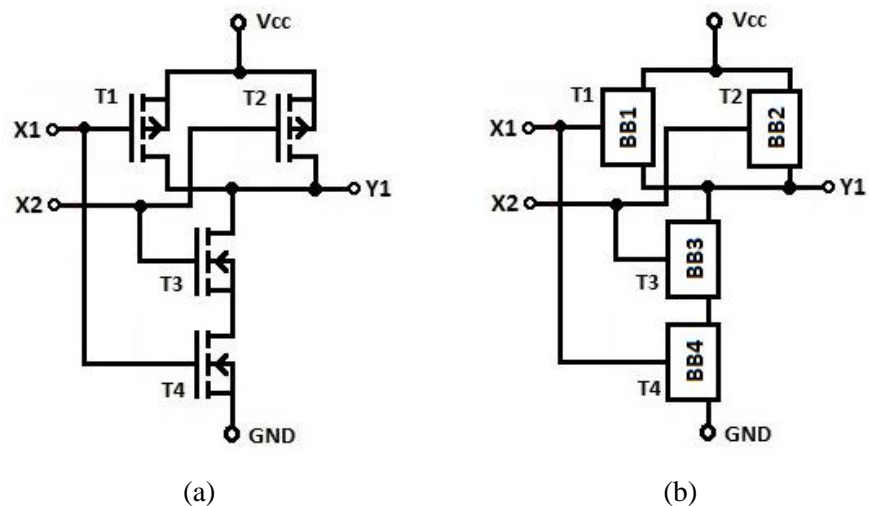 Vcc
T1
T2
X1
X2
Y1
T3
T4
GND
(a)
Vcc
T1
BB1
T2
BB2
X1
X2
Y1
BB3
T3
BB4
T4
GND
(b)